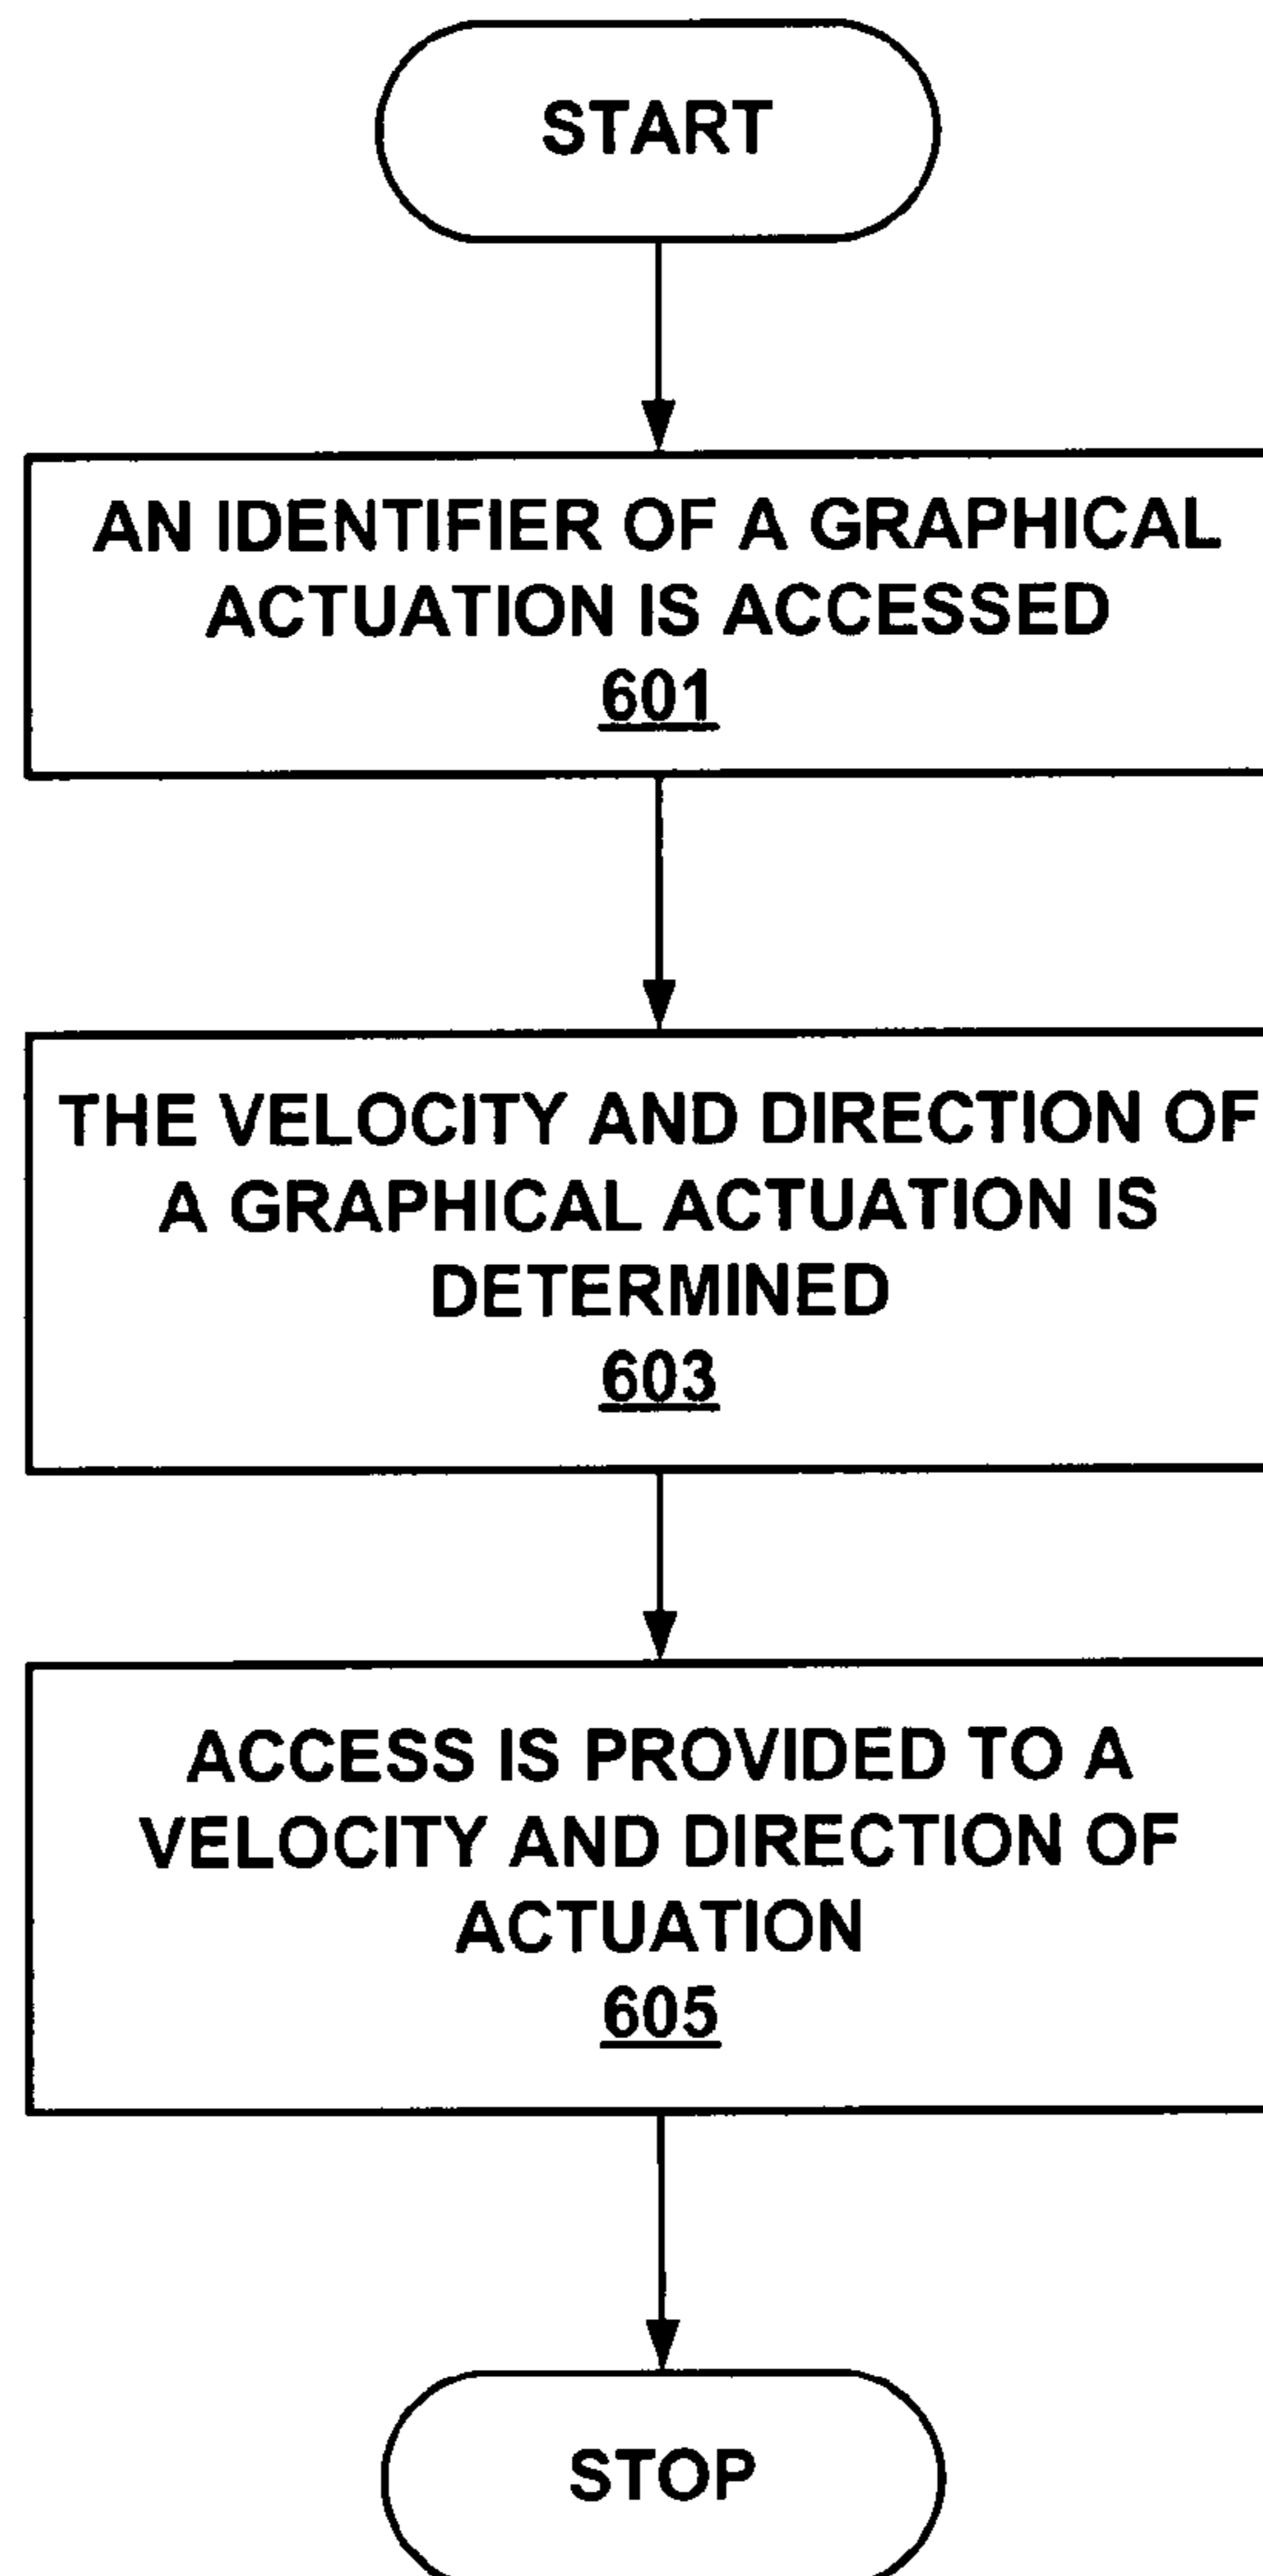 START
AN IDENTIFIER OF A GRAPHICAL
ACTUATION IS ACCESSED
601
THE VELOCITY AND DIRECTION OF
A GRAPHICAL ACTUATION IS
DETERMINED
603
ACCESS IS PROVIDED TO A
VELOCITY AND DIRECTION OF
ACTUATION
605
STOP